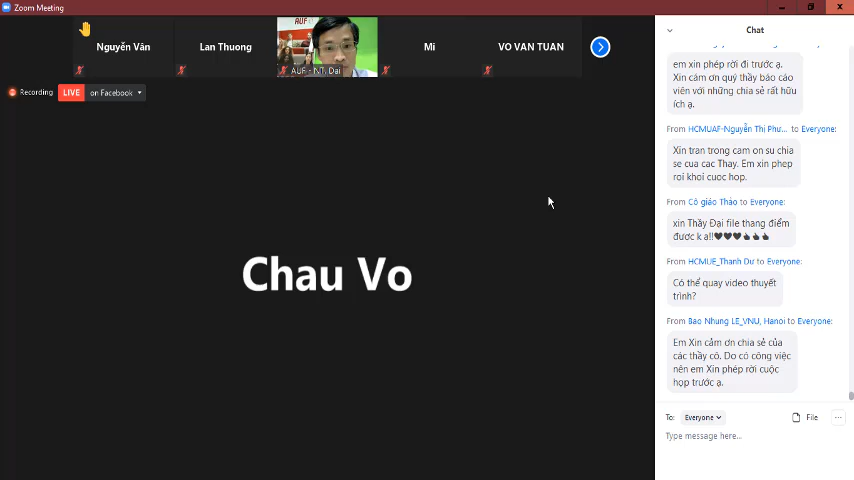 Zoom Meeting
Nguyễn Vân
Lan Thuong
AUF - NT. Dai
Mi
VO VAN TUAN
Recording
LIVE on Facebook
Chau Vo
Chat
em xin phép rời đi trước ạ.
Xin cảm ơn quý thầy báo cáo
viên với những chia sẻ rất hữu
ích ạ.
From HCMUAF-Nguyễn Thị Phư... to Everyone:
Xin tran trong cam on su chia
se cua cac Thay. Em xin phep
roi khoi cuoc hop.
From Cô giáo Thảo to Everyone:
xin Thầy Đại file thang điểm
được k ạ!!
From HCMUE_Thanh Dư to Everyone:
Có thể quay video thuyết
trình?
From Bao Nhung LE_VNU, Hanoi to Everyone:
Em Xin cảm ơn chia sẻ của
các thầy cô. Do có công việc
nên em Xin phép rời cuộc
họp trước ạ.
To: Everyone
File
Type message here...